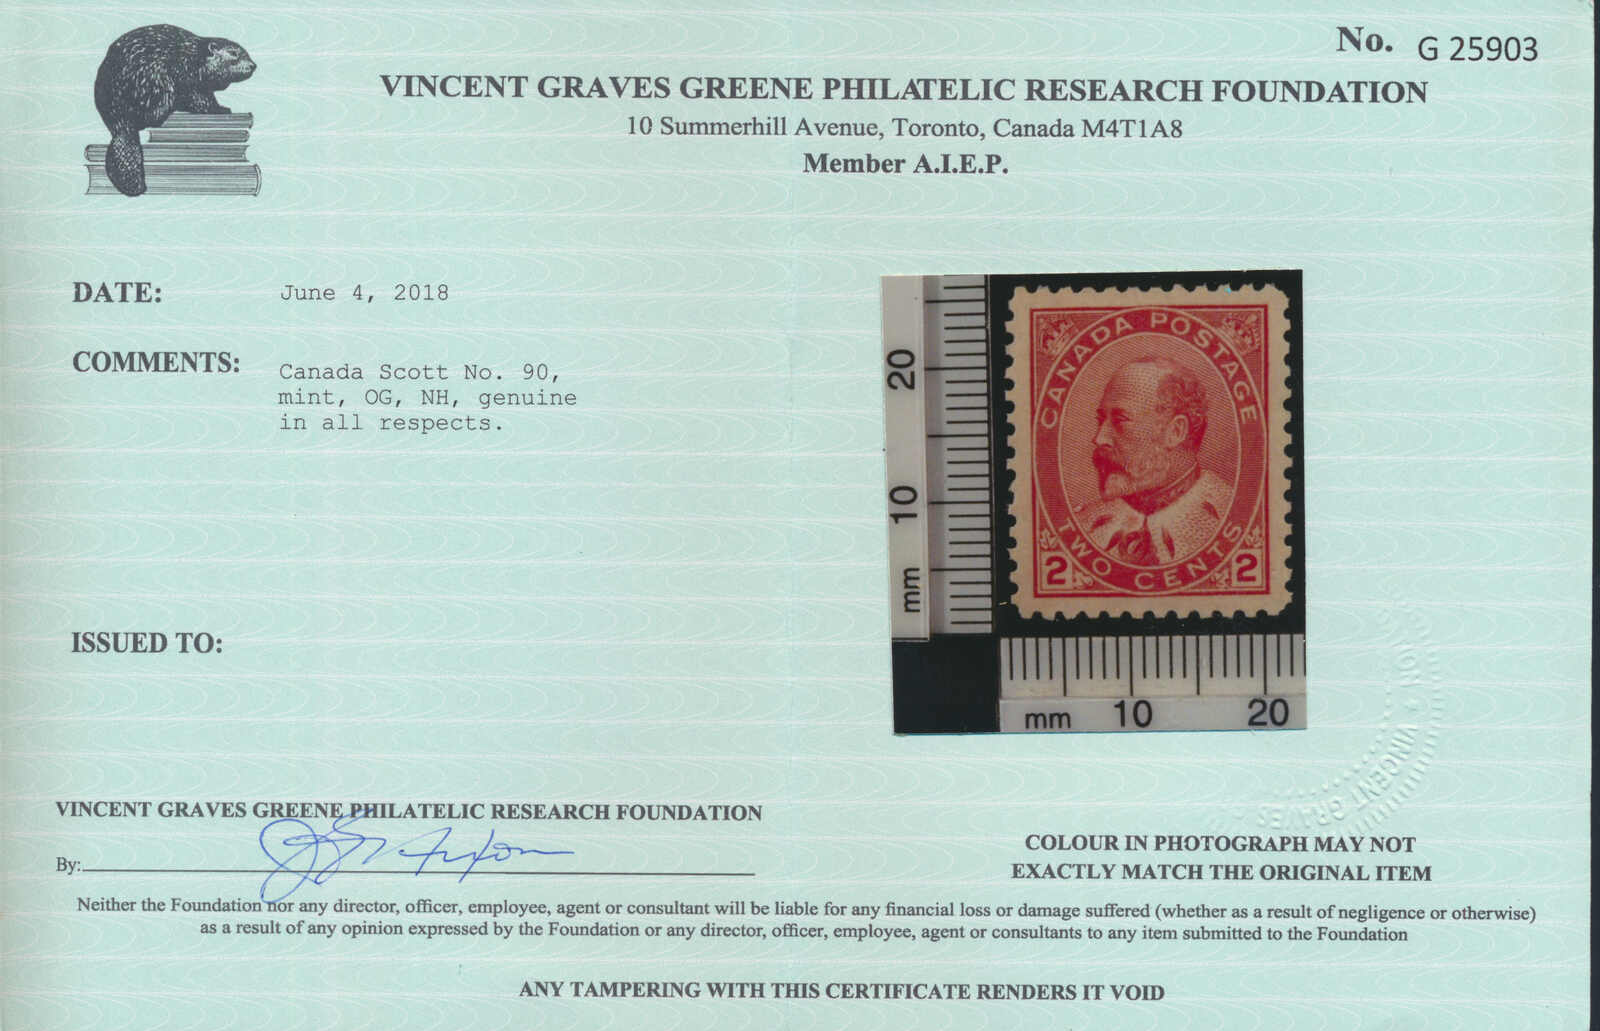 No. G 25903
VINCENT GRAVES GREENE PHILATELIC RESEARCH FOUNDATION
10 Summerhill Avenue, Toronto, Canada M4T1A8
Member A.I.E.P.
DATE: June 4, 2018
COMMENTS: Canada Scott No. 90,
mint, OG, NH, genuine
in all respects.
20
10
mm
CANADA POSTAGE
TWO CENTS
2 2
mm 10 20
ISSUED TO:
VINCENT GRAVES
VINCENT GRAVES GREENE PHILATELIC RESEARCH FOUNDATION
By:
COLOUR IN PHOTOGRAPH MAY NOT
EXACTLY MATCH THE ORIGINAL ITEM
Neither the Foundation nor any director, officer, employee, agent or consultant will be liable for any financial loss or damage suffered (whether as a result of negligence or otherwise)
as a result of any opinion expressed by the Foundation or any director, officer, employee, agent or consultants to any item submitted to the Foundation
ANY TAMPERING WITH THIS CERTIFICATE RENDERS IT VOID